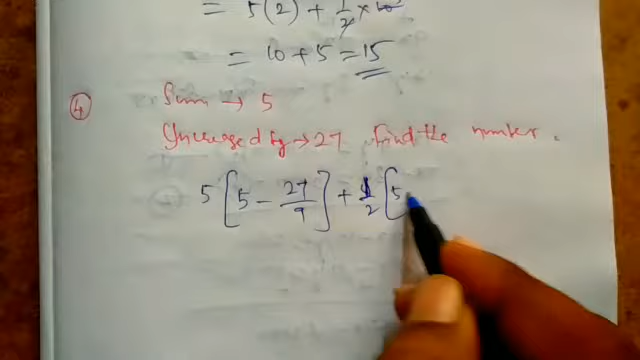 = 5(2) + 1/2 × 10
= 10 + 5 = 15
④ Sum → 5
Increased by → 27 find the number.
5 [ 5 - 27/9 ] + 1/2 [ 5